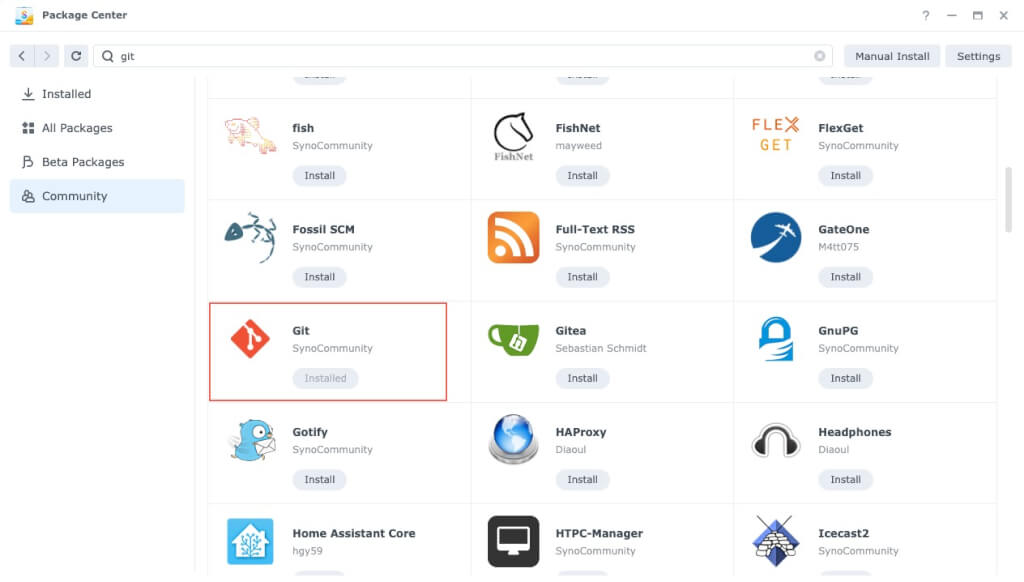 Package Center
?
git
Manual Install
Settings
Installed
All Packages
Beta Packages
Community
Install
fish
SynoCommunity
Install
FishNet
FishNet
mayweed
Install
FLEX
GET
FlexGet
SynoCommunity
Install
Fossil SCM
SynoCommunity
Install
Full-Text RSS
SynoCommunity
Install
GateOne
M4tt075
Install
Git
SynoCommunity
Installed
Gitea
Sebastian Schmidt
Install
GnuPG
SynoCommunity
Install
Gotify
SynoCommunity
Install
HAProxy
Diaoul
Install
Headphones
Diaoul
Install
Home Assistant Core
hgy59
HTPC-Manager
SynoCommunity
Icecast2
SynoCommunity